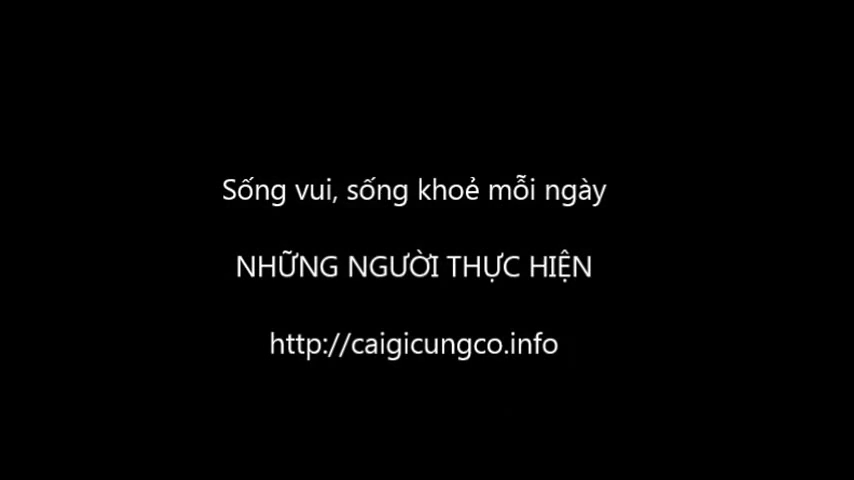 Sống vui, sống khoẻ mỗi ngày
NHỮNG NGƯỜI THỰC HIỆN
http://caigicungco.info